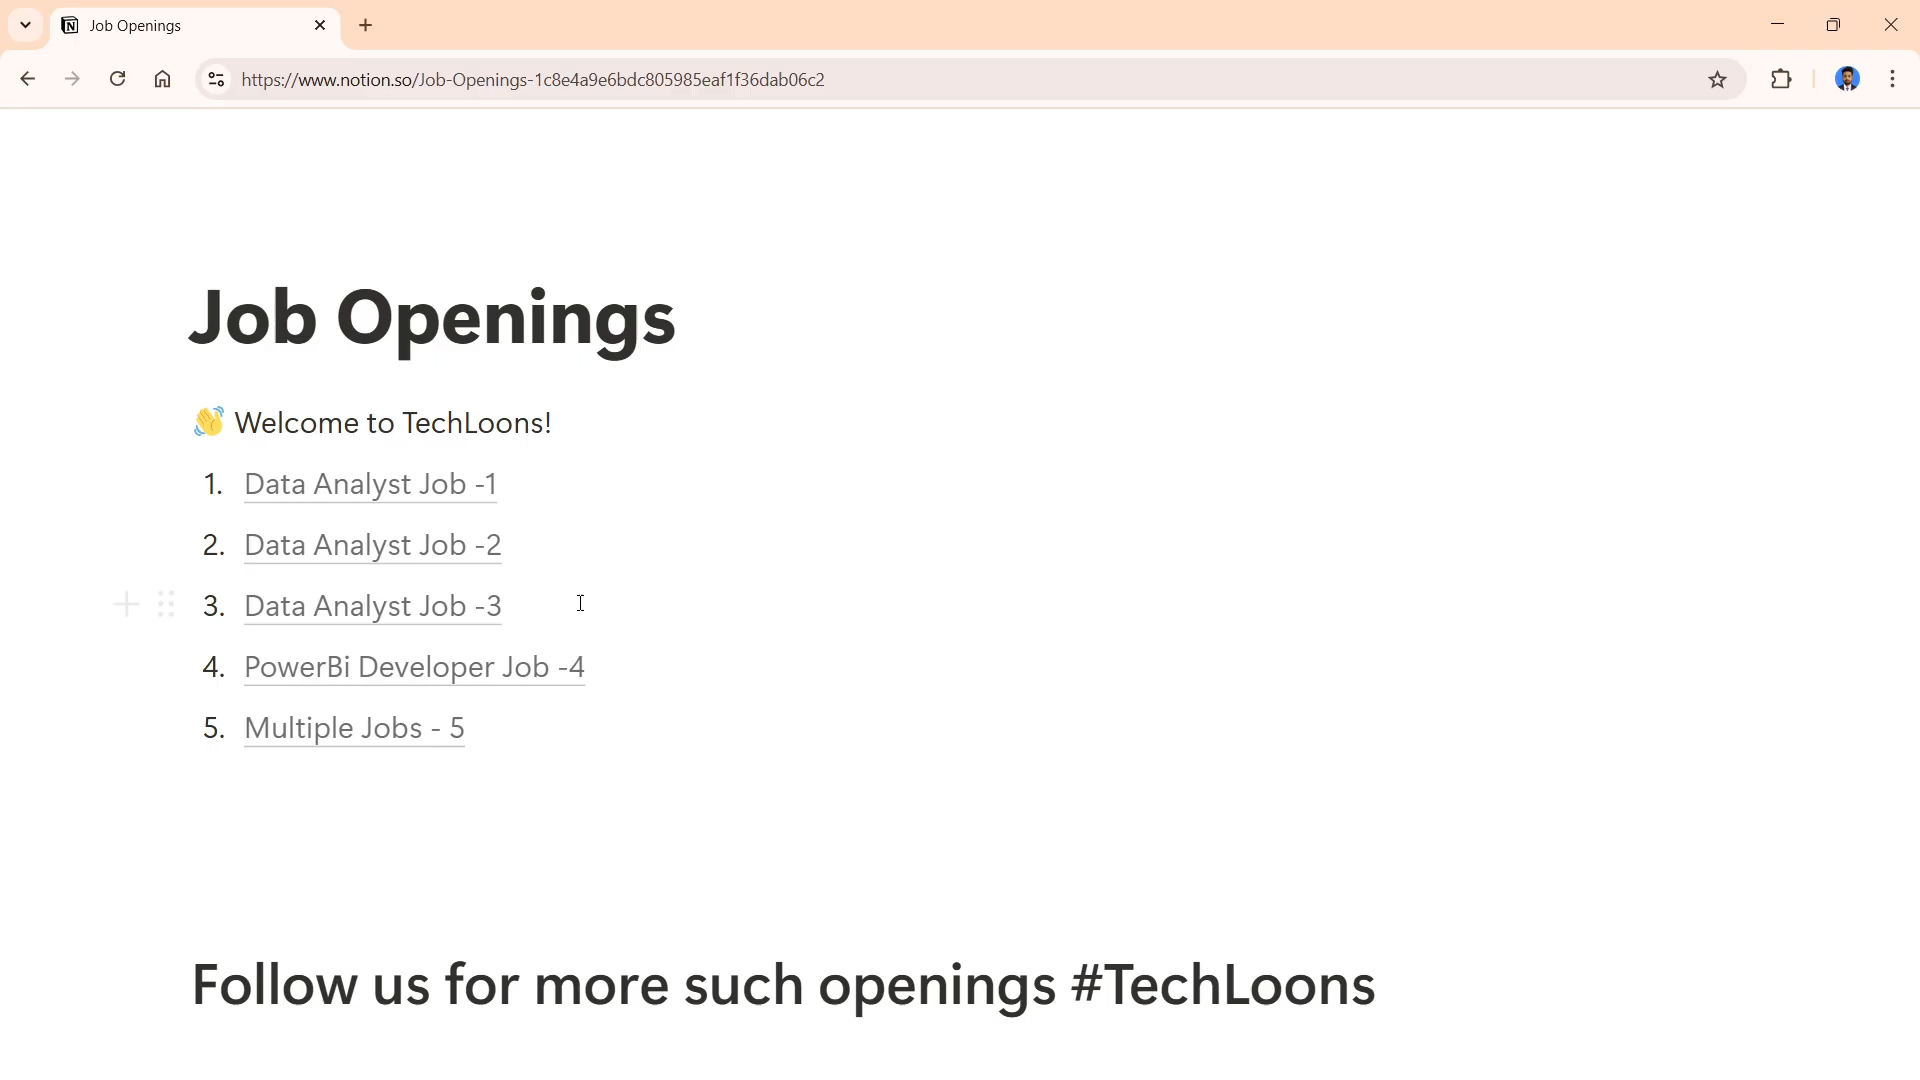 Job Openings
https://www.notion.so/Job-Openings-1c8e4a9e6bdc805985eaf1f36dab06c2
Job Openings
👋 Welcome to TechLoons!
1. Data Analyst Job -1
2. Data Analyst Job -2
3. Data Analyst Job -3
4. PowerBi Developer Job -4
5. Multiple Jobs - 5
Follow us for more such openings #TechLoons